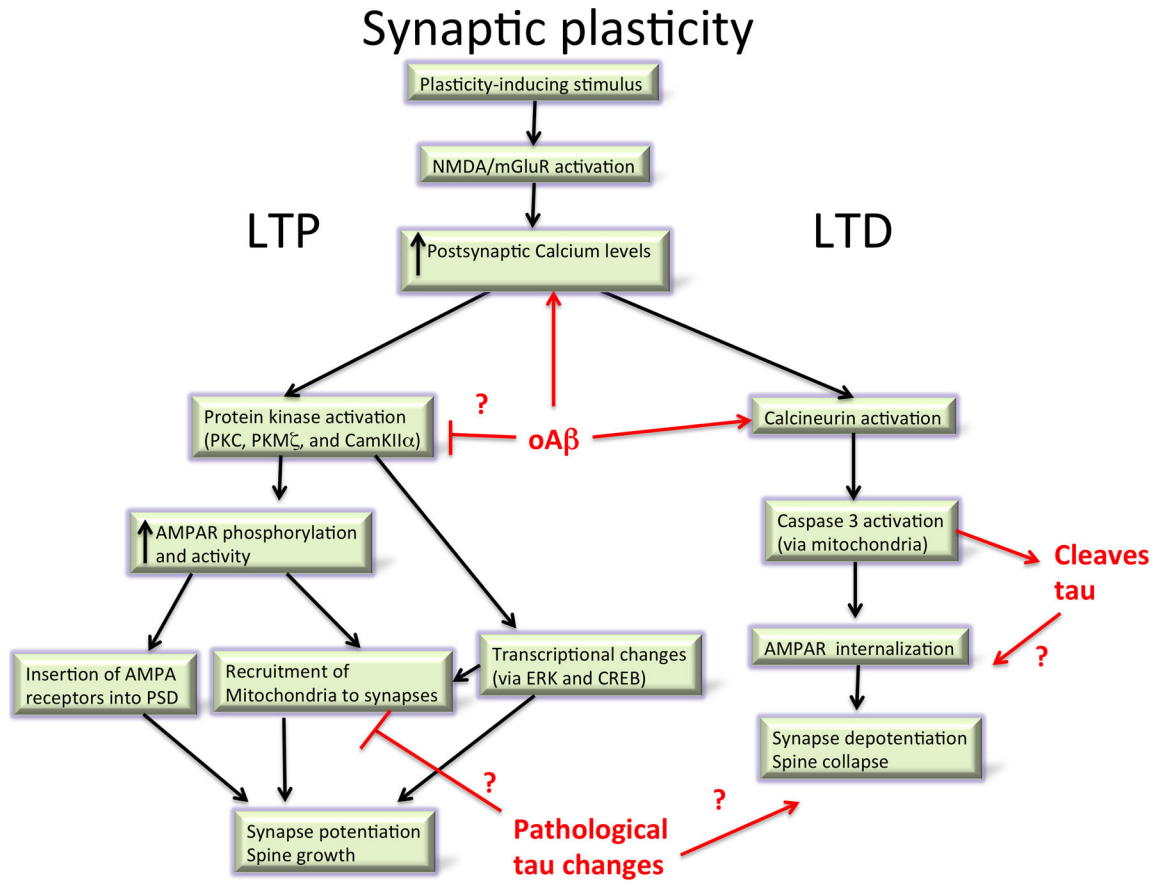 Synaptic plasticity
Plasticity-inducing stimulus
NMDA/mGluR activation
LTP
LTD
Postsynaptic Calcium levels
Protein kinase activation
(PKC, PKMζ, and CamKIIα)
?
oAβ
Calcineurin activation
AMPAR phosphorylation
and activity
Caspase 3 activation
(via mitochondria)
Cleaves
tau
Insertion of AMPA
receptors into PSD
Recruitment of
Mitochondria to synapses
Transcriptional changes
(via ERK and CREB)
AMPAR internalization
?
Synapse depotentiation
Spine collapse
?
?
Synapse potentiation
Spine growth
Pathological
tau changes